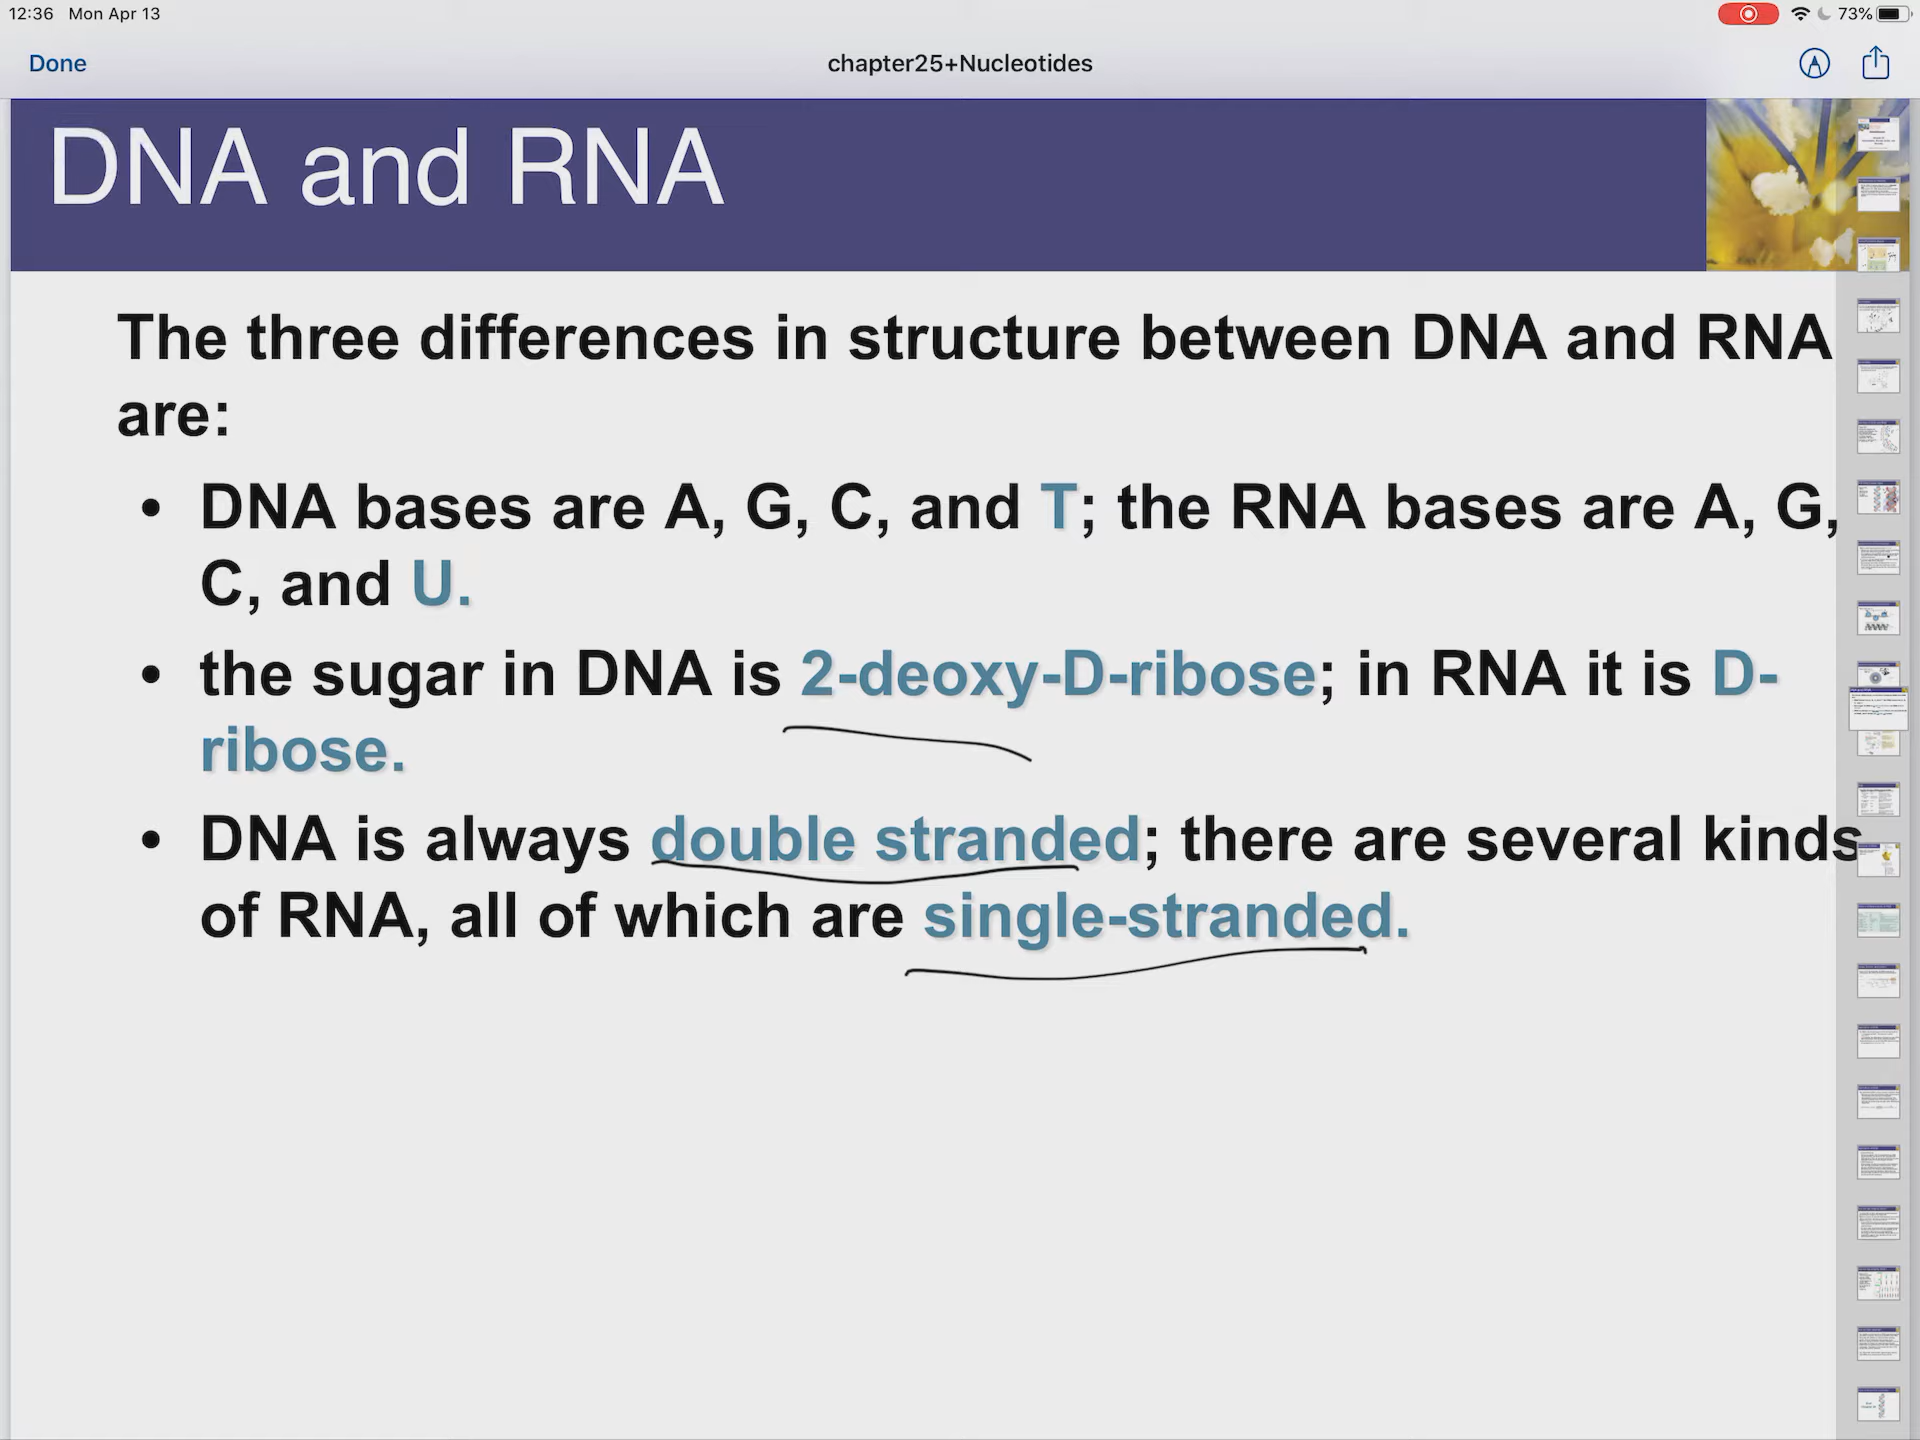 12:36 Mon Apr 13
73%
Done
chapter25+Nucleotides
DNA and RNA
The three differences in structure between DNA and RNA
are:
• DNA bases are A, G, C, and T; the RNA bases are A, G,
C, and U.
• the sugar in DNA is 2-deoxy-D-ribose; in RNA it is D-
ribose.
• DNA is always double stranded; there are several kinds
of RNA, all of which are single-stranded.